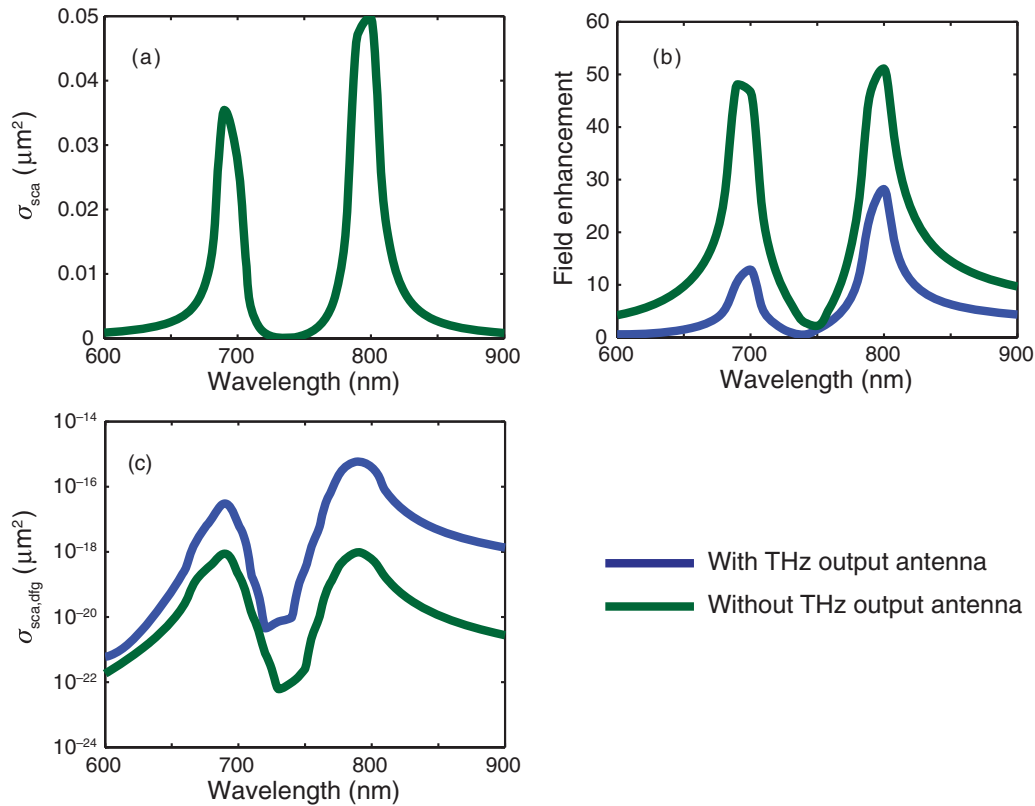 (a)
σsca (μm²)
0.05
0.04
0.03
0.02
0.01
0
600
700
800
900
Wavelength (nm)
(b)
Field enhancement
60
50
40
30
20
10
0
600
700
800
900
Wavelength (nm)
(c)
σsca,dfg (μm²)
10⁻¹⁴
10⁻¹⁶
10⁻¹⁸
10⁻²⁰
10⁻²²
10⁻²⁴
600
700
800
900
Wavelength (nm)
With THz output antenna
Without THz output antenna